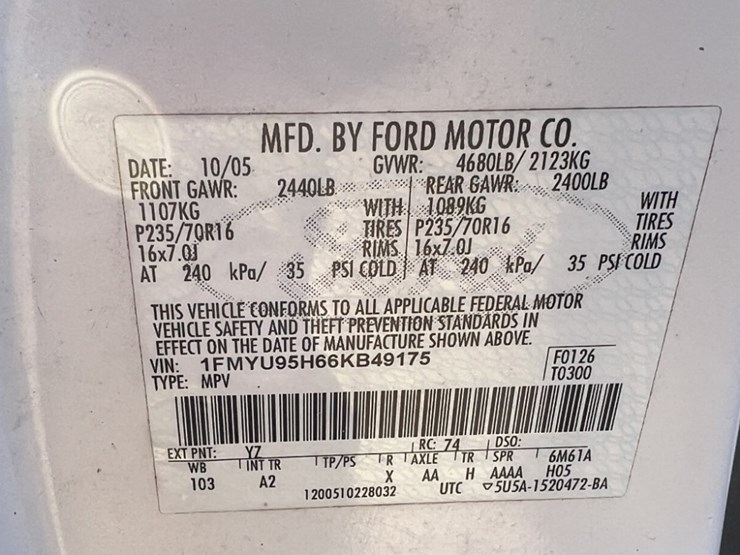 MFD. BY FORD MOTOR CO.
DATE: 10/05 GVWR: 4680LB/ 2123KG
FRONT GAWR: 2440LB REAR GAWR: 2400LB
1107KG WITH 1089KG WITH
P235/70R16 TIRES P235/70R16 TIRES
16x7.0J RIMS 16x7.0J RIMS
AT 240 kPa/ 35 PSI COLD AT 240 kPa/ 35 PSI COLD
THIS VEHICLE CONFORMS TO ALL APPLICABLE FEDERAL MOTOR
VEHICLE SAFETY AND THEFT PREVENTION STANDARDS IN
EFFECT ON THE DATE OF MANUFACTURE SHOWN ABOVE.
VIN: 1FMYU95H66KB49175 F0126
TYPE: MPV T0300
EXT PNT: YZ RC: 74 DSO:
WB INT TR TP/PS R AXLE TR SPR 6M61A
103 A2 X AA H AAAA H05
1200510228032 UTC 5U5A-1520472-BA